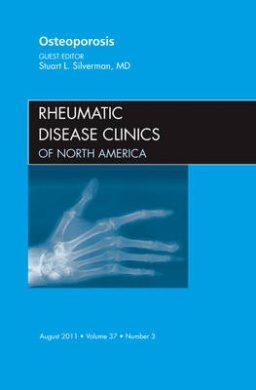 Osteoporosis
GUEST EDITOR
Stuart L. Silverman, MD
RHEUMATIC
DISEASE CLINICS
OF NORTH AMERICA
August 2011 • Volume 37 • Number 3